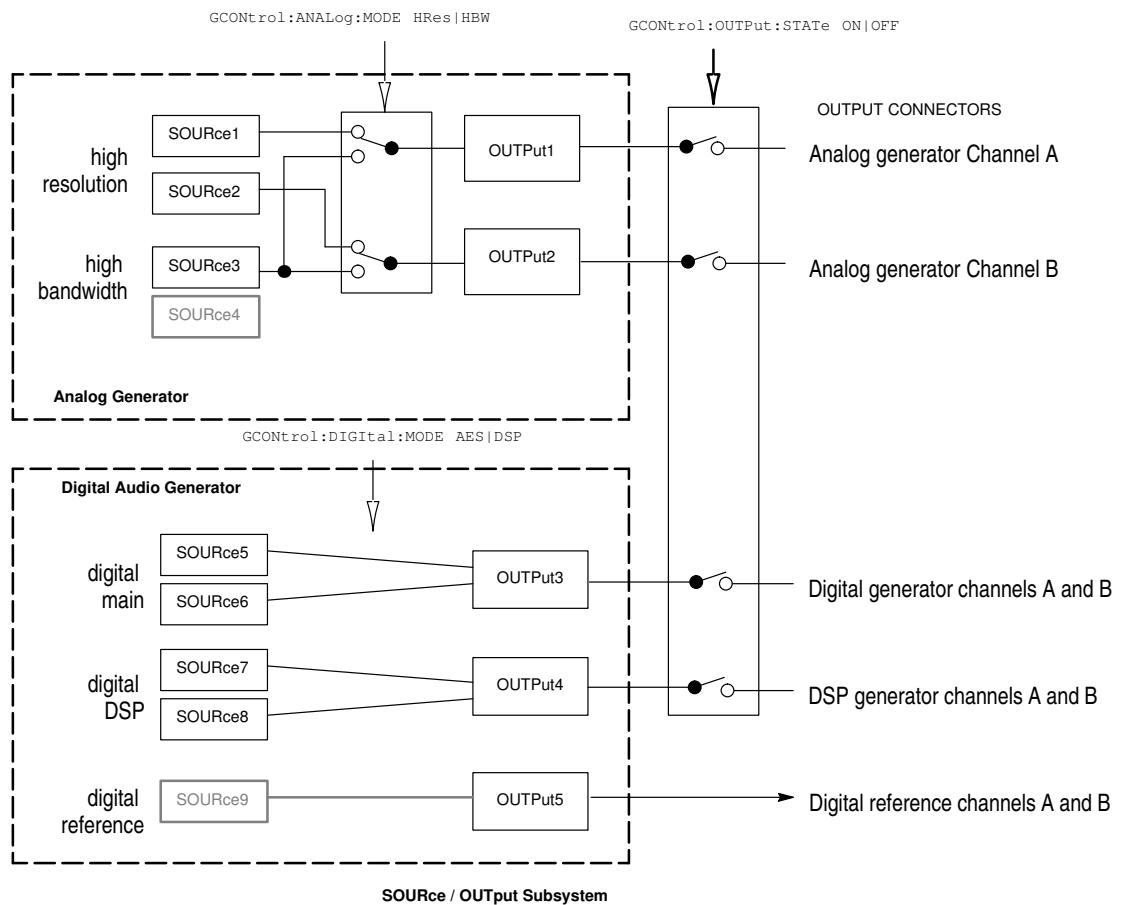 GCONtrol:ANALog:MODE HRes|HBW
GCONtrol:OUTPut:STATe ON|OFF
OUTPUT CONNECTORS
high
resolution
SOURce1
SOURce2
OUTPut1
Analog generator Channel A
high
bandwidth
SOURce3
SOURce4
OUTPut2
Analog generator Channel B
Analog Generator
GCONtrol:DIGItal:MODE AES|DSP
Digital Audio Generator
digital
main
SOURce5
SOURce6
OUTPut3
Digital generator channels A and B
digital
DSP
SOURce7
SOURce8
OUTPut4
DSP generator channels A and B
digital
reference
SOURce9
OUTPut5
Digital reference channels A and B
SOURce / OUTput Subsystem